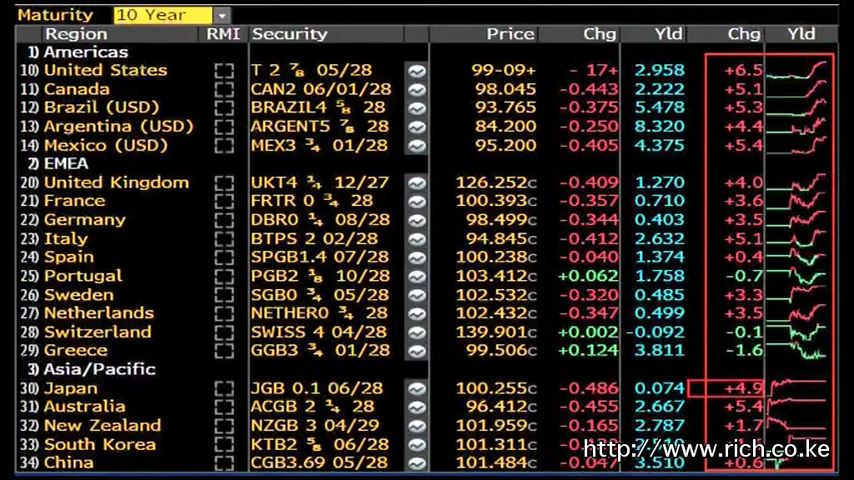 Maturity 10 Year
Region RMI Security Price Chg Yld Chg Yld
1) Americas
10) United States T 2 ⅞ 05/28 99-09+ - 17+ 2.958 +6.5
11) Canada CAN2 06/01/28 98.045 -0.443 2.222 +5.1
12) Brazil (USD) BRAZIL4 ⅝ 28 93.765 -0.375 5.478 +5.3
13) Argentina (USD) ARGENT5 ⅞ 28 84.200 -0.250 8.320 +4.4
14) Mexico (USD) MEX3 ¾ 01/28 95.200 -0.405 4.375 +5.4
2) EMEA
20) United Kingdom UKT4 ¼ 12/27 126.252c -0.409 1.270 +4.0
21) France FRTR 0 ¾ 28 100.393c -0.357 0.710 +3.6
22) Germany DBR0 ¼ 08/28 98.499c -0.344 0.403 +3.5
23) Italy BTPS 2 02/28 94.845c -0.412 2.632 +5.1
24) Spain SPGB1.4 07/28 100.238c -0.040 1.374 +0.4
25) Portugal PGB2 ⅛ 10/28 103.412c +0.062 1.758 -0.7
26) Sweden SGB0 ¾ 05/28 102.532c -0.320 0.485 +3.3
27) Netherlands NETHER0 ¾ 28 102.432c -0.347 0.499 +3.5
28) Switzerland SWISS 4 04/28 139.901c +0.002 -0.092 -0.1
29) Greece GGB3 ¾ 01/28 99.506c +0.124 3.811 -1.6
3) Asia/Pacific
30) Japan JGB 0.1 06/28 100.255c -0.486 0.074 +4.9
31) Australia ACGB 2 ¼ 28 96.412c -0.455 2.667 +5.4
32) New Zealand NZGB 3 04/29 101.959c -0.165 2.787 +1.7
33) South Korea KTB2 ⅝ 06/28 101.311c
http://www.rich.co.ke
34) China CGB3.69 05/28 101.484c -0.047 3.510 +0.6